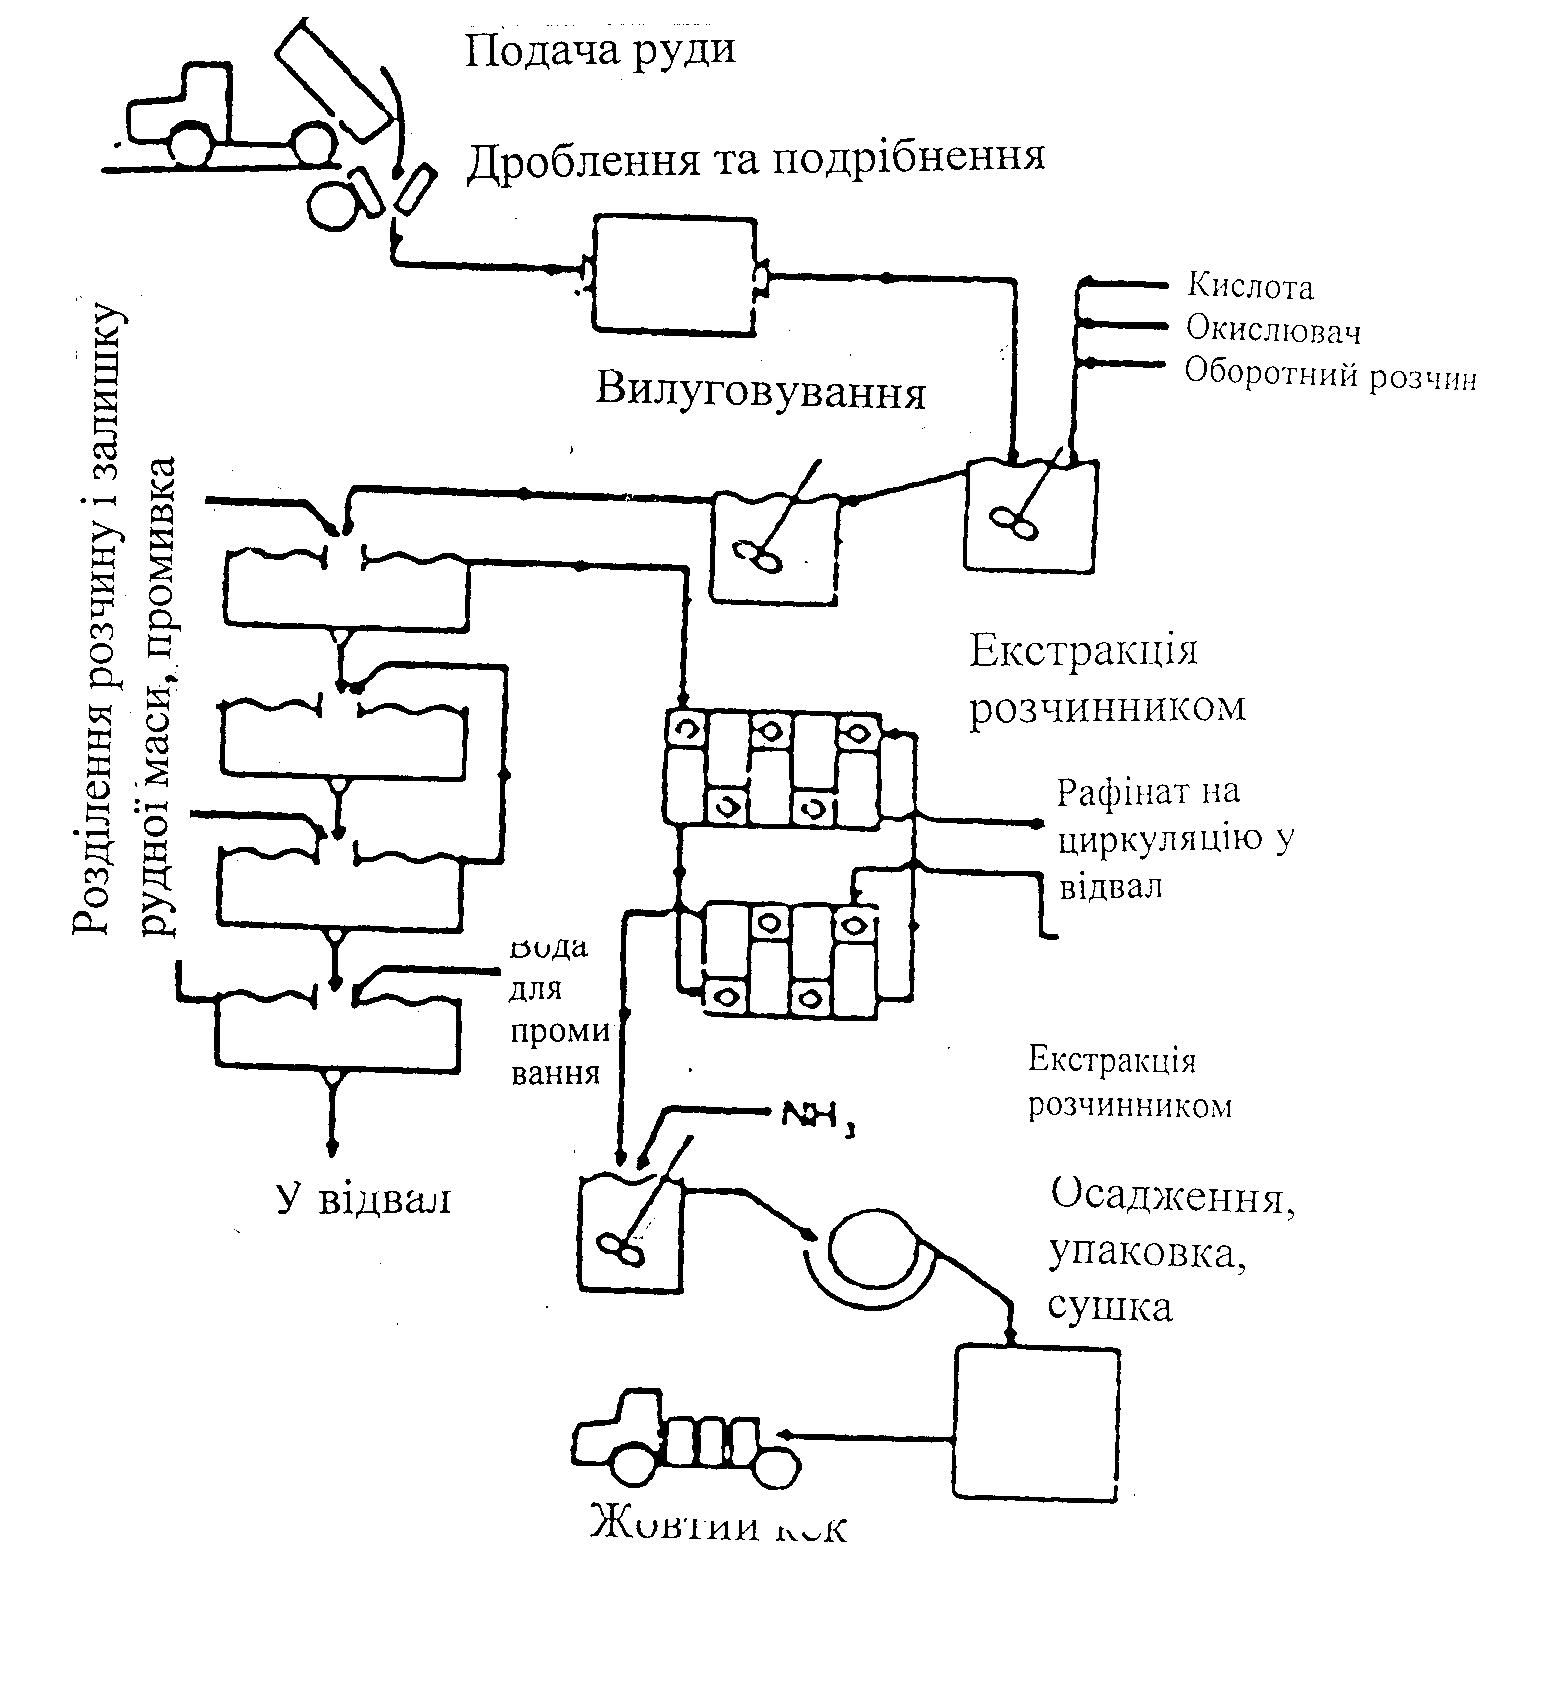 Подача руди
Дроблення та подрібнення
Кислота
Окислювач
Оборотний розчин
Вилуговування
Розділення розчину і залишку
рудної маси, промивка
Екстракція
розчинником
Рафінат на
циркуляцію у
відвал
Вода
для
проми
вання
Екстракція
розчинником
NH₃
У відвал
Осадження,
упаковка,
сушка
Жовтий кек